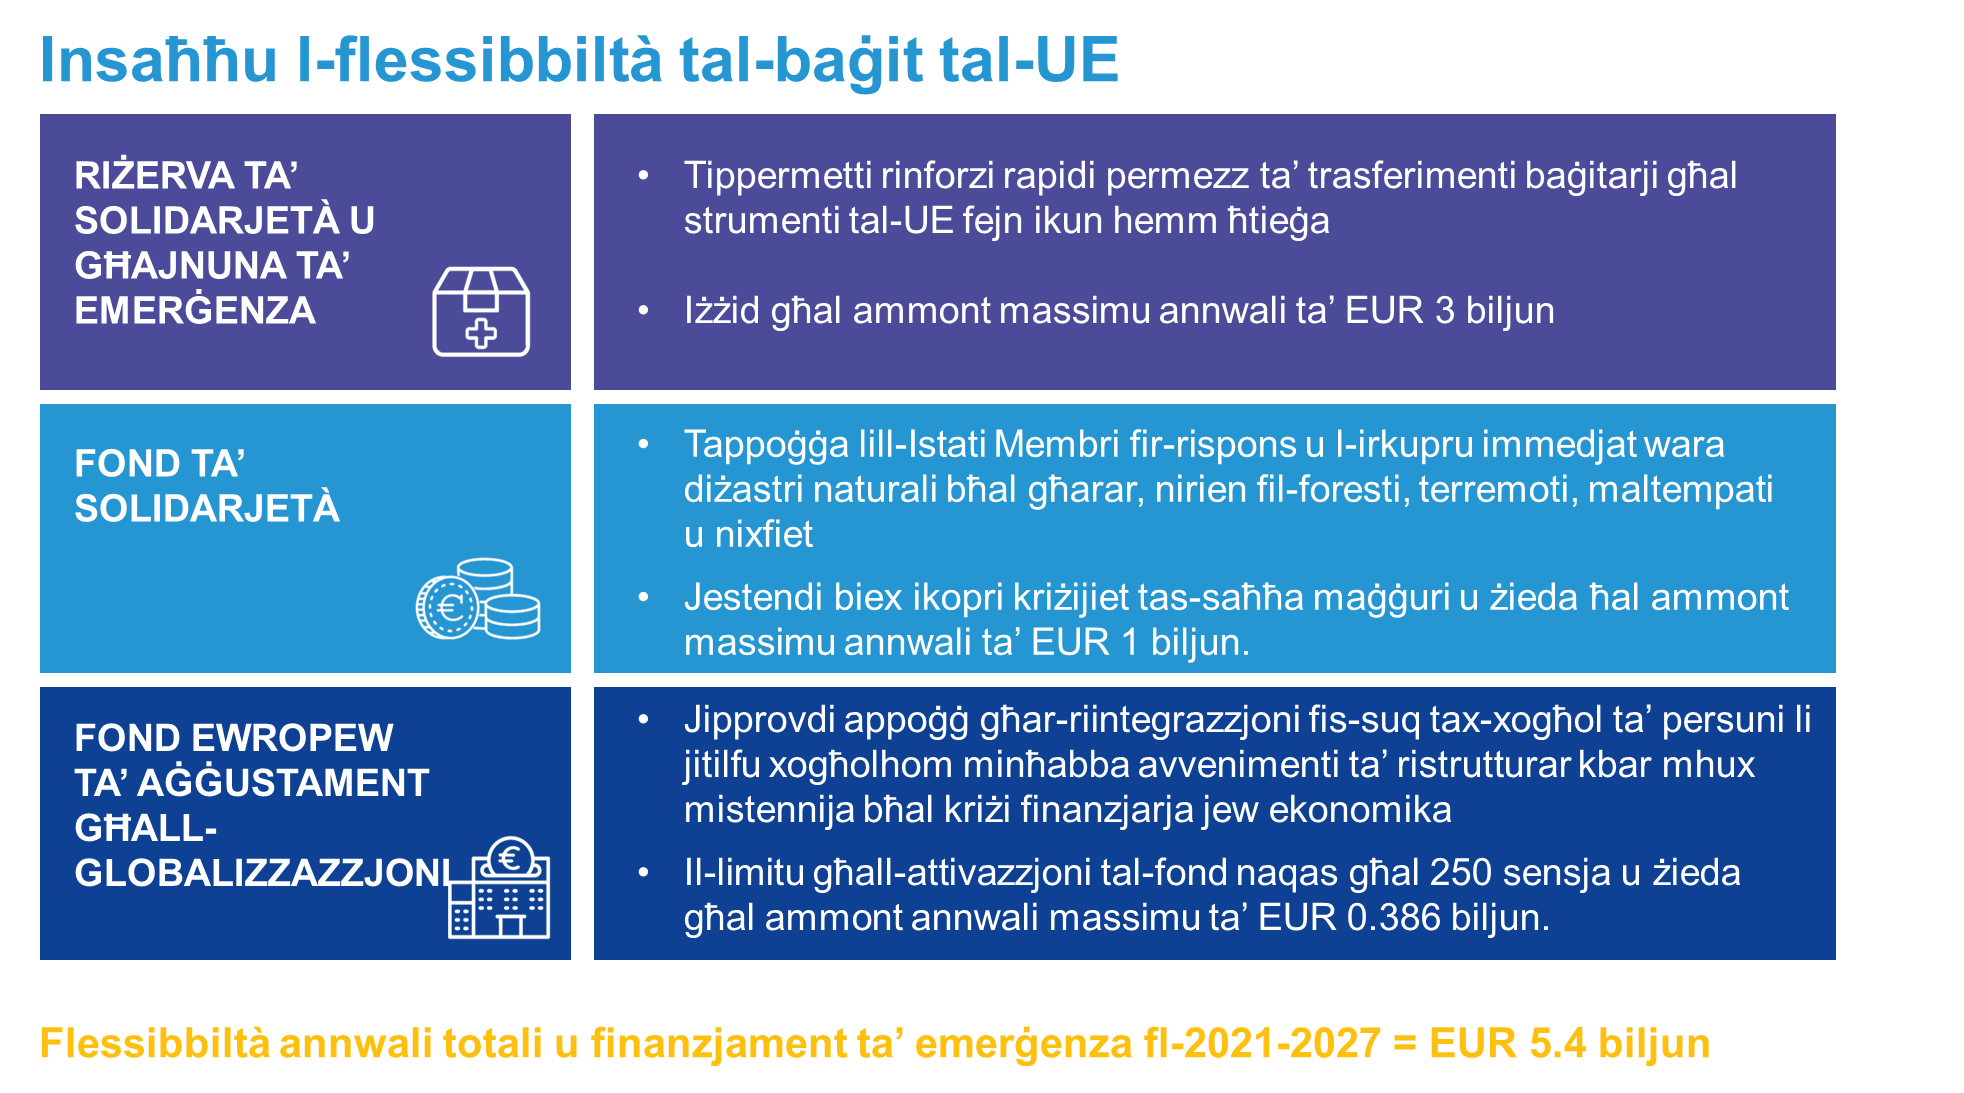 Insaħħu l-flessibbiltà tal-baġit tal-UE
RIŻERVA TA’
SOLIDARJETÀ U
GĦAJNUNA TA’
EMERĠENZA
• Tippermetti rinforzi rapidi permezz ta’ trasferimenti baġitarji għal
strumenti tal-UE fejn ikun hemm ħtieġa
• Iżżid għal ammont massimu annwali ta’ EUR 3 biljun
FOND TA’
SOLIDARJETÀ
• Tappoġġa lill-Istati Membri fir-rispons u l-irkupru immedjat wara
diżastri naturali bħal għarar, nirien fil-foresti, terremoti, maltempati
u nixfiet
• Jestendi biex ikopri kriżijiet tas-saħħa maġġuri u żieda ħal ammont
massimu annwali ta’ EUR 1 biljun.
FOND EWROPEW
TA’ AĠĠUSTAMENT
GĦALL-
GLOBALIZZAZZJONI
• Jipprovdi appoġġ għar-riintegrazzjoni fis-suq tax-xogħol ta’ persuni li
jitilfu xogħolhom minħabba avvenimenti ta’ ristrutturar kbar mhux
mistennija bħal kriżi finanzjarja jew ekonomika
• Il-limitu għall-attivazzjoni tal-fond naqas għal 250 sensja u żieda
għal ammont annwali massimu ta’ EUR 0.386 biljun.
Flessibbiltà annwali totali u finanzjament ta’ emerġenza fl-2021-2027 = EUR 5.4 biljun